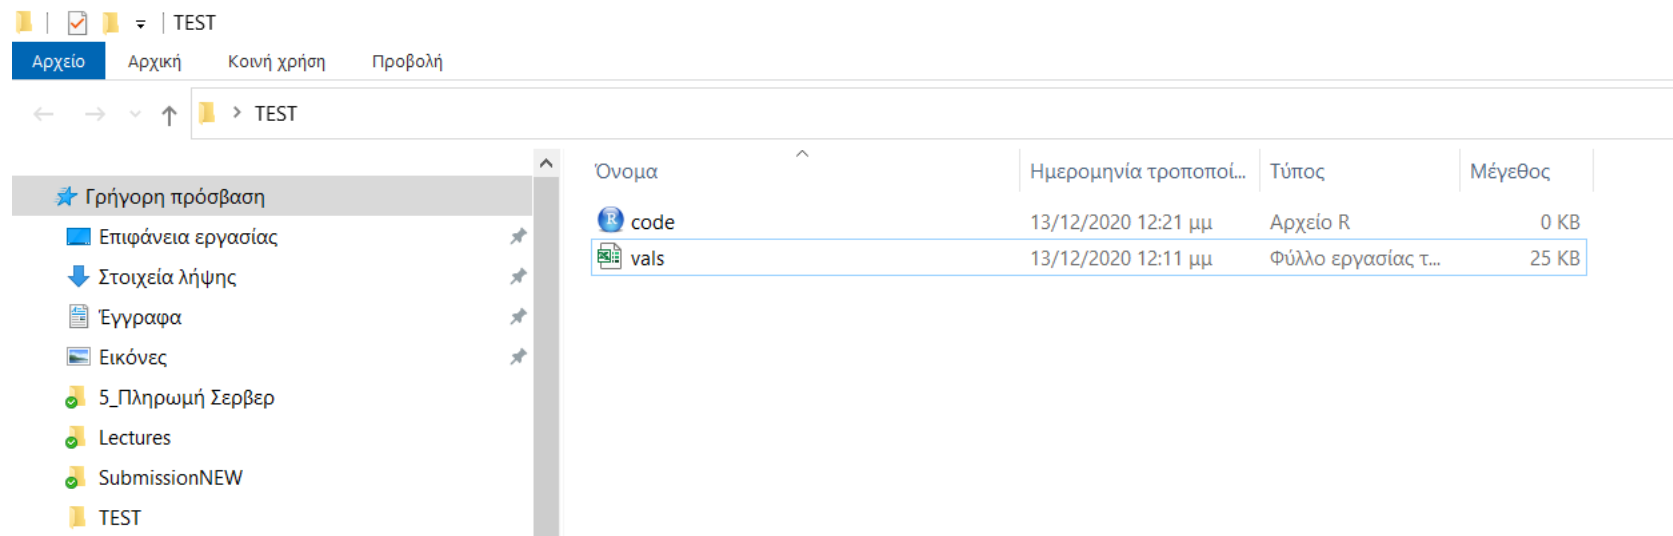 TEST
Αρχείο Αρχική Κοινή χρήση Προβολή
TEST
Όνομα Ημερομηνία τροποποί... Τύπος Μέγεθος
Γρήγορη πρόσβαση
code 13/12/2020 12:21 μμ Αρχείο R 0 KB
Επιφάνεια εργασίας
vals 13/12/2020 12:11 μμ Φύλλο εργασίας τ... 25 KB
Στοιχεία λήψης
Έγγραφα
Εικόνες
5_Πληρωμή Σερβερ
Lectures
SubmissionNEW
TEST